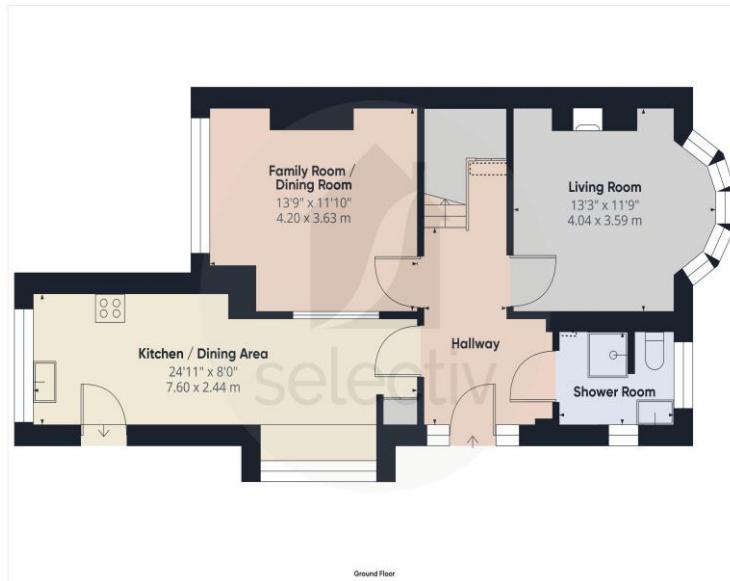 Family Room /
Dining Room
13'9" x 11'10"
4.20 x 3.63 m
Living Room
13'3" x 11'9"
4.04 x 3.59 m
Kitchen / Dining Area
24'11" x 8'0"
7.60 x 2.44 m
Hallway
Shower Room
selectiv
Ground Floor